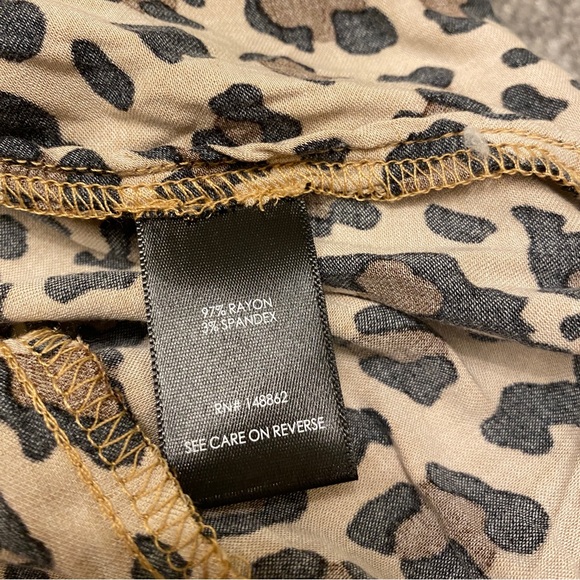 97% RAYON
3% SPANDEX
RN# 148862
SEE CARE ON REVERSE